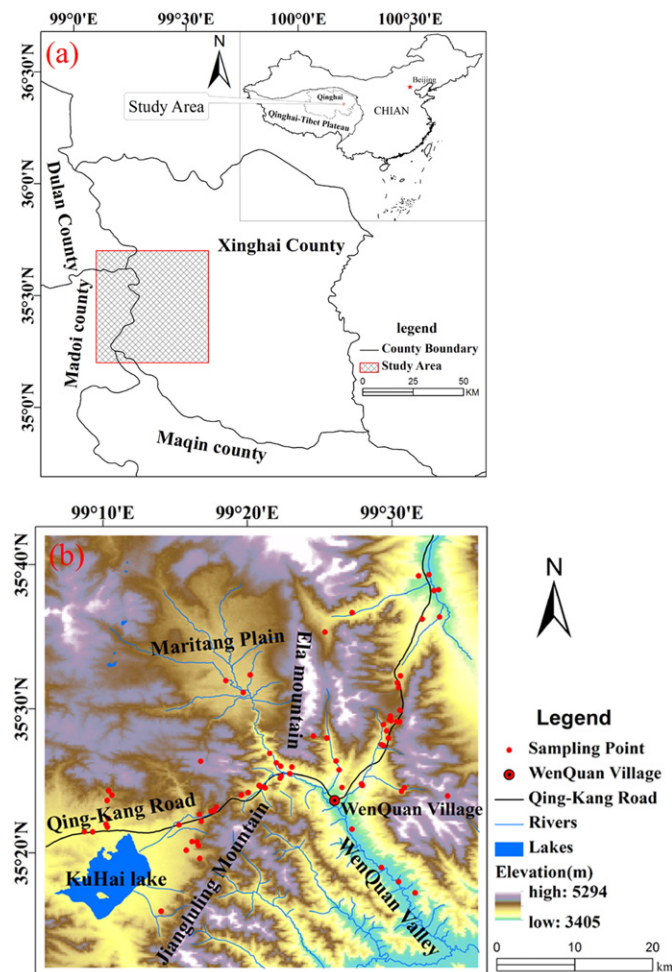 99°0'E 99°30'E 100°0'E 100°30'E
(a)
N
36°30'N
36°0'N
35°30'N
35°0'N
Beijing
Qinghai
Study Area
CHIAN
Qinghai-Tibet Plateau
Dulan County
Xinghai County
Madoi county
Maqin county
legend
County Boundary
Study Area
0 25 50
KM
99°10'E 99°20'E 99°30'E
(b)
35°40'N
35°30'N
35°20'N
Maritang Plain
Ela mountain
Qing-Kang Road
WenQuan Village
KuHai lake
Jiangluling Mountain
WenQuan Valley
N
Legend
Sampling Point
WenQuan Village
Qing-Kang Road
Rivers
Lakes
Elevation(m)
high: 5294
low: 3405
0 10 20
km